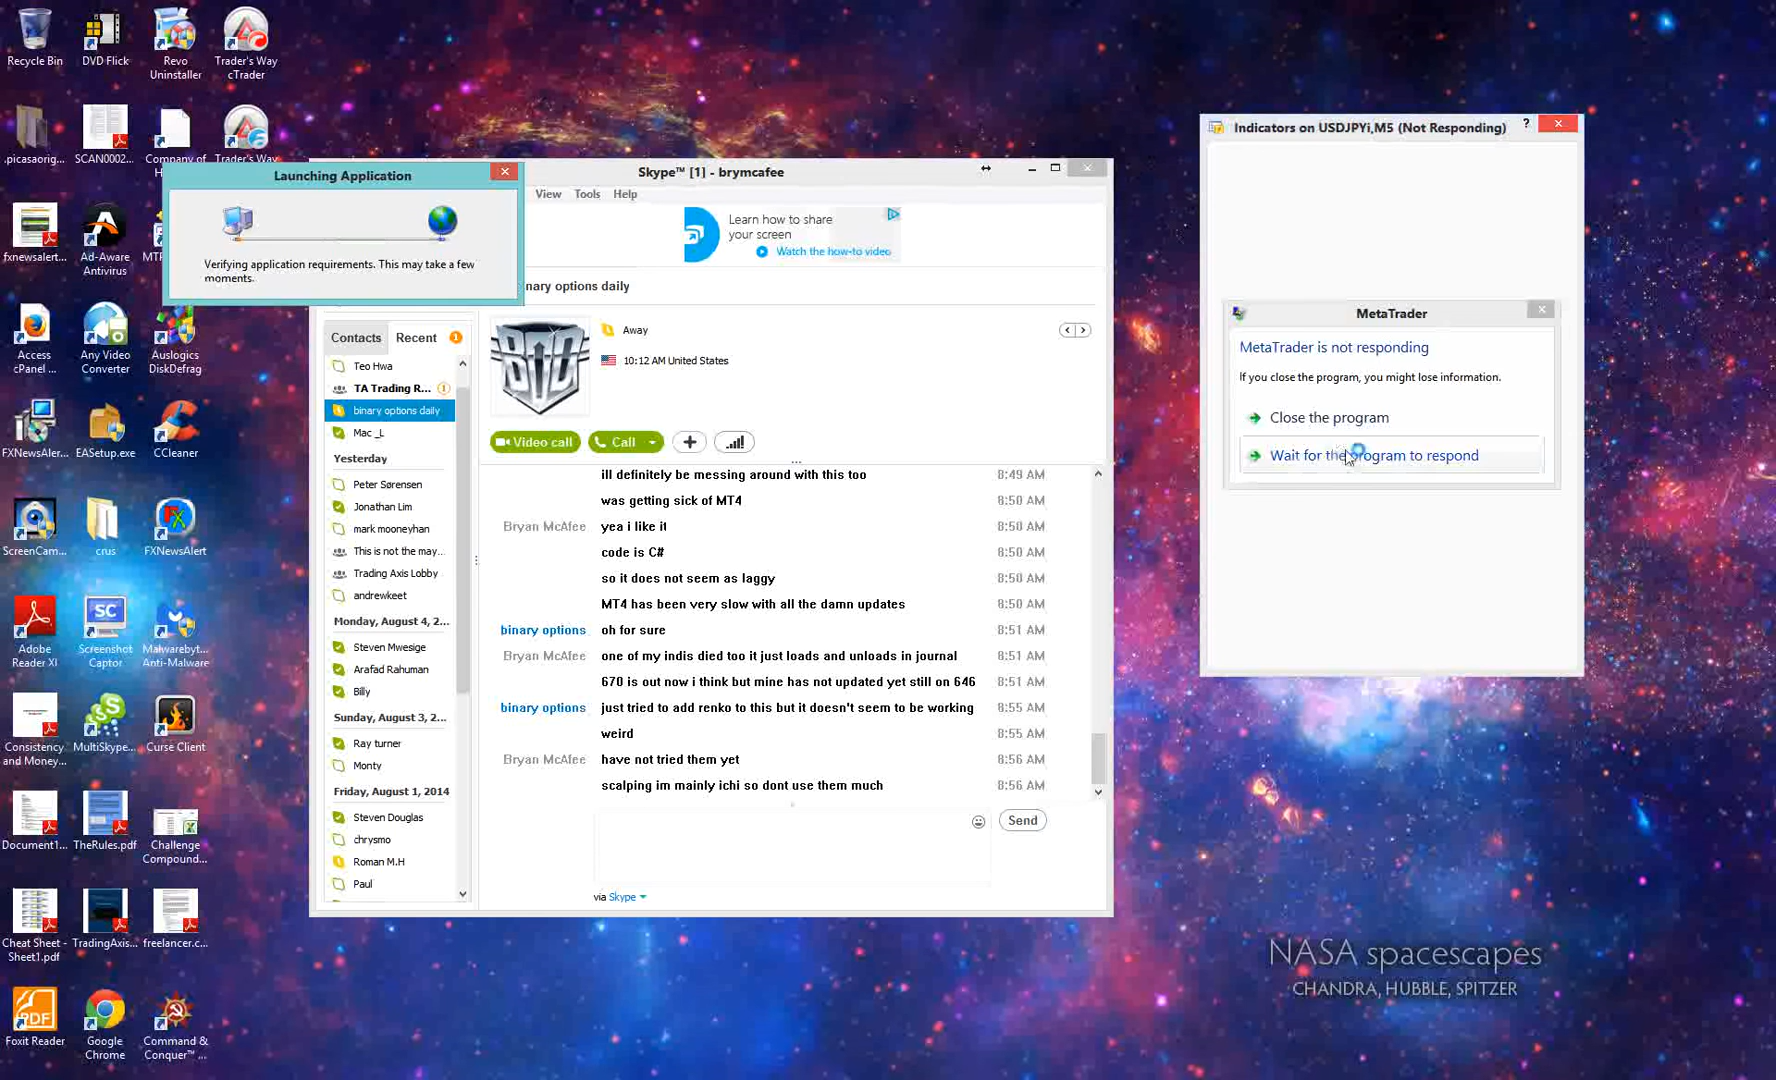 Recycle Bin
DVD Flick
Revo
Uninstaller
Trader's Way
cTrader
.picasaorig...
SCAN0002...
Company of
H
Trader's Way
fxnewsalert...
Ad-Aware
Antivirus
MTP
Access
cPanel ...
Any Video
Converter
Auslogics
DiskDefrag
FXNewsAler...
EASetup.exe
CCleaner
ScreenCam...
crus
FXNewsAlert
Adobe
Reader XI
SC
Screenshot
Captor
Malwarebyt...
Anti-Malware
Consistency
and Money...
MultiSkype...
Curse Client
Document1...
TheRules.pdf
Challenge
Compound...
Cheat Sheet -
Sheet1.pdf
TradingAxis...
freelancer.c...
PDF
Foxit Reader
Google
Chrome
Command &
Conquer™ ...
Launching Application
Verifying application requirements. This may take a few
moments.
Skype™ [1] - brymcafee
View Tools Help
Learn how to share
your screen
Watch the how-to video
nary options daily
Contacts Recent 1
Teo Hwa
TA Trading R... 1
binary options daily
Mac _L
Yesterday
Peter Sørensen
Jonathan Lim
mark mooneyhan
This is not the may...
Trading Axis Lobby
andrewkeet
Monday, August 4, 2...
Steven Mwesige
Arafad Rahuman
Billy
Sunday, August 3, 2...
Ray turner
Monty
Friday, August 1, 2014
Steven Douglas
chrysmo
Roman M.H
Paul
BOD
Away
10:12 AM United States
Video call
Call
ill definitely be messing around with this too 8:49 AM
was getting sick of MT4 8:50 AM
Bryan McAfee yea i like it 8:50 AM
code is C# 8:50 AM
so it does not seem as laggy 8:50 AM
MT4 has been very slow with all the damn updates 8:50 AM
binary options oh for sure 8:51 AM
Bryan McAfee one of my indis died too it just loads and unloads in journal 8:51 AM
670 is out now i think but mine has not updated yet still on 646 8:51 AM
binary options just tried to add renko to this but it doesn't seem to be working 8:55 AM
weird 8:55 AM
Bryan McAfee have not tried them yet 8:56 AM
scalping im mainly ichi so dont use them much 8:56 AM
Send
via Skype
Indicators on USDJPYi,M5 (Not Responding)
?
MetaTrader
MetaTrader is not responding
If you close the program, you might lose information.
Close the program
Wait for the program to respond
NASA spacescapes
CHANDRA, HUBBLE, SPITZER